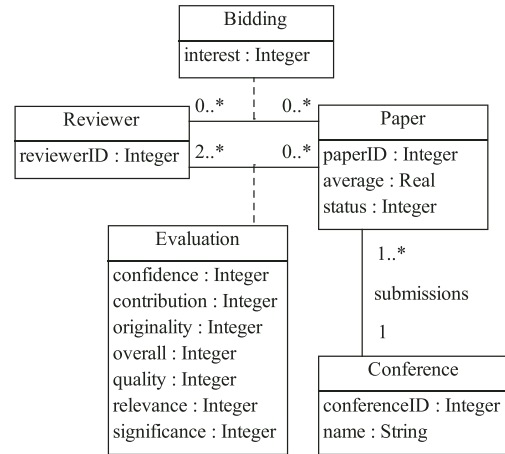 Bidding
interest : Integer
0..* 0..*
Reviewer
reviewerID : Integer
2..* 0..*
Paper
paperID : Integer
average : Real
status : Integer
Evaluation
confidence : Integer
contribution : Integer
originality : Integer
overall : Integer
quality : Integer
relevance : Integer
significance : Integer
1..*
submissions
1
Conference
conferenceID : Integer
name : String